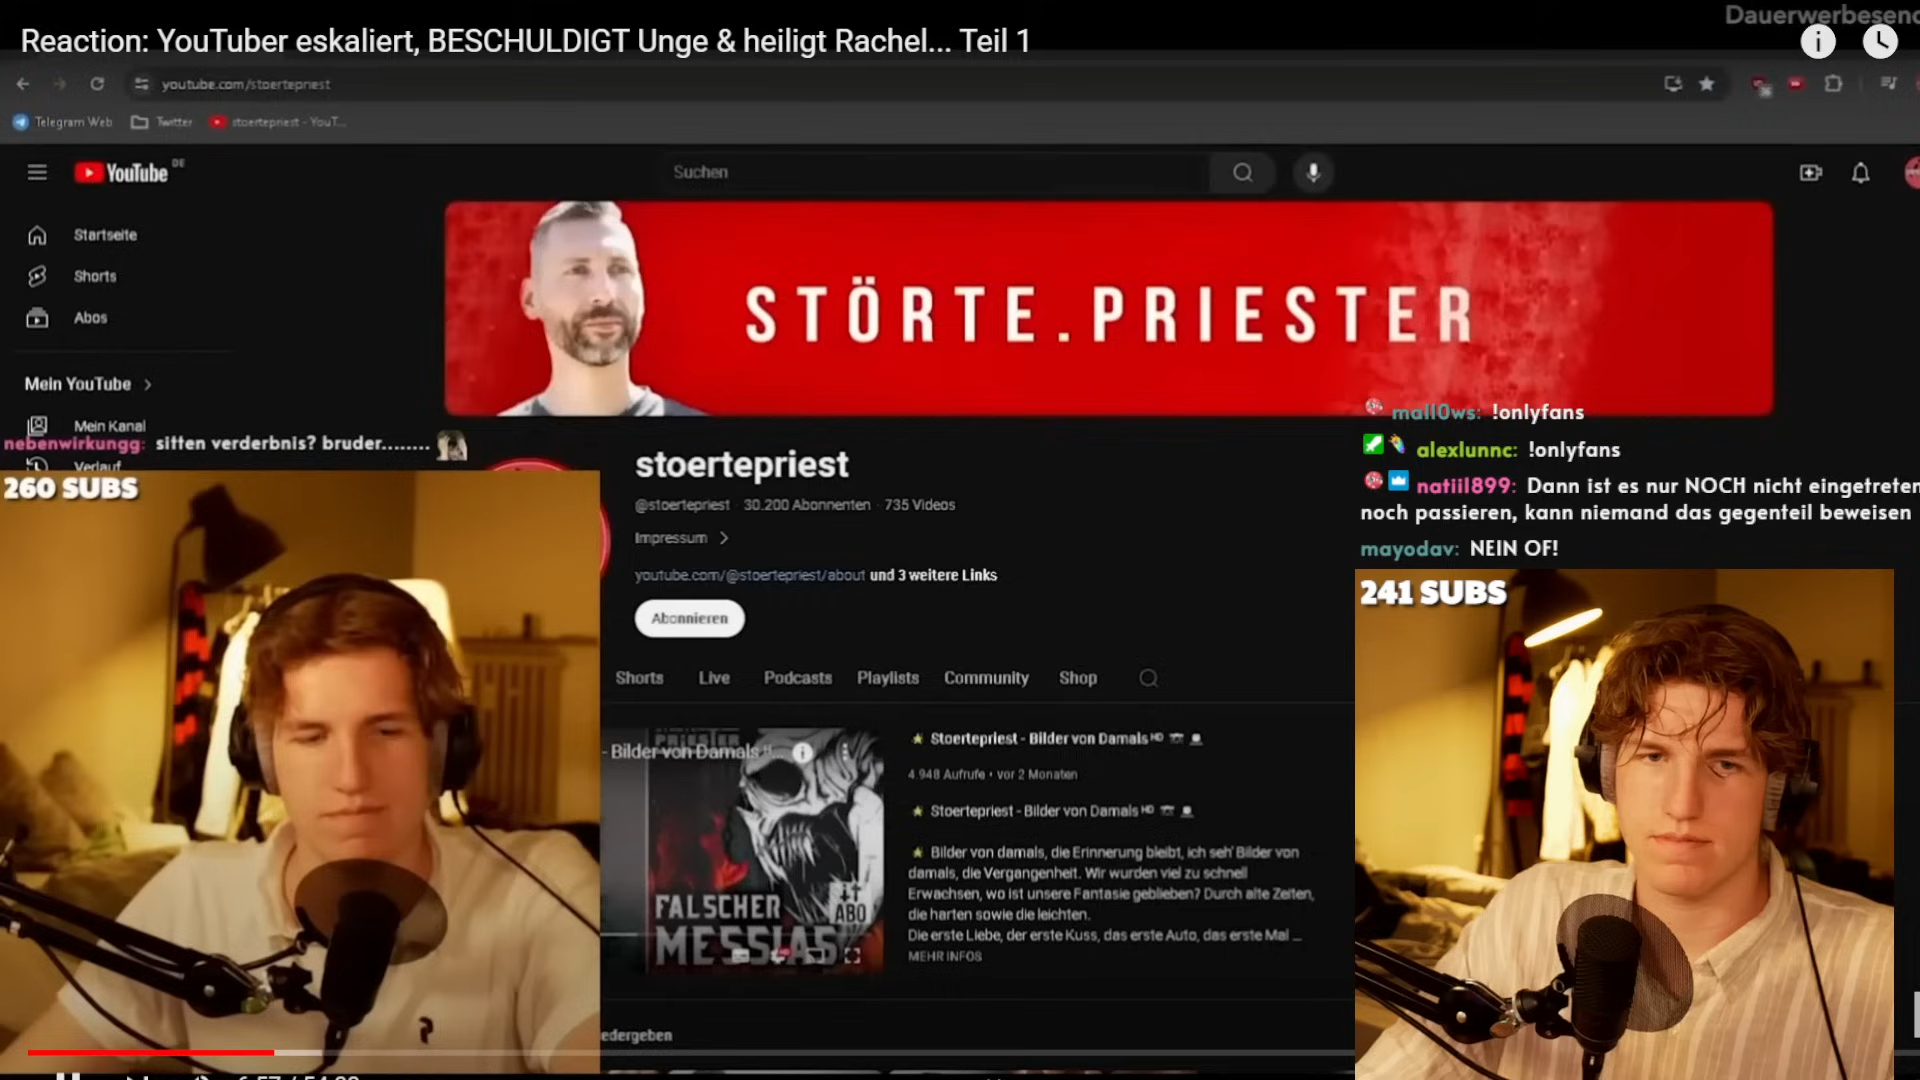 Dauerwerbesend
Reaction: YouTuber eskaliert, BESCHULDIGT Unge & heiligt Rachel... Teil 1
youtube.com/stoertepriest
Telegram Web
Twitter
stoertepriest - YouT...
YouTube DE
Suchen
Startseite
Shorts
Abos
STÖRTE.PRIESTER
Mein YouTube
Mein Kanal
Verlauf
nebenwirkungg: sitten verderbnis? bruder........
260 SUBS
mall0ws: !onlyfans
alexlunnc: !onlyfans
natiil899: Dann ist es nur NOCH nicht eingetreten
noch passieren, kann niemand das gegenteil beweisen
mayodav: NEIN OF!
241 SUBS
stoertepriest
@stoertepriest 30.200 Abonnenten 735 Videos
Impressum
youtube.com/@stoertepriest/about und 3 weitere Links
Abonnieren
Shorts Live Podcasts Playlists Community Shop
- Bilder von Damals
PRIESTER
FALSCHER
MESSIAS
ABO
Stoertepriest - Bilder von Damals HD
4.948 Aufrufe • vor 2 Monaten
Stoertepriest - Bilder von Damals HD
Bilder von damals, die Erinnerung bleibt, ich seh' Bilder von
damals, die Vergangenheit. Wir wurden viel zu schnell
Erwachsen, wo ist unsere Fantasie geblieben? Durch alte Zeiten,
die harten sowie die leichten.
Die erste Liebe, der erste Kuss, das erste Auto, das erste Mal ...
MEHR INFOS
edergeben